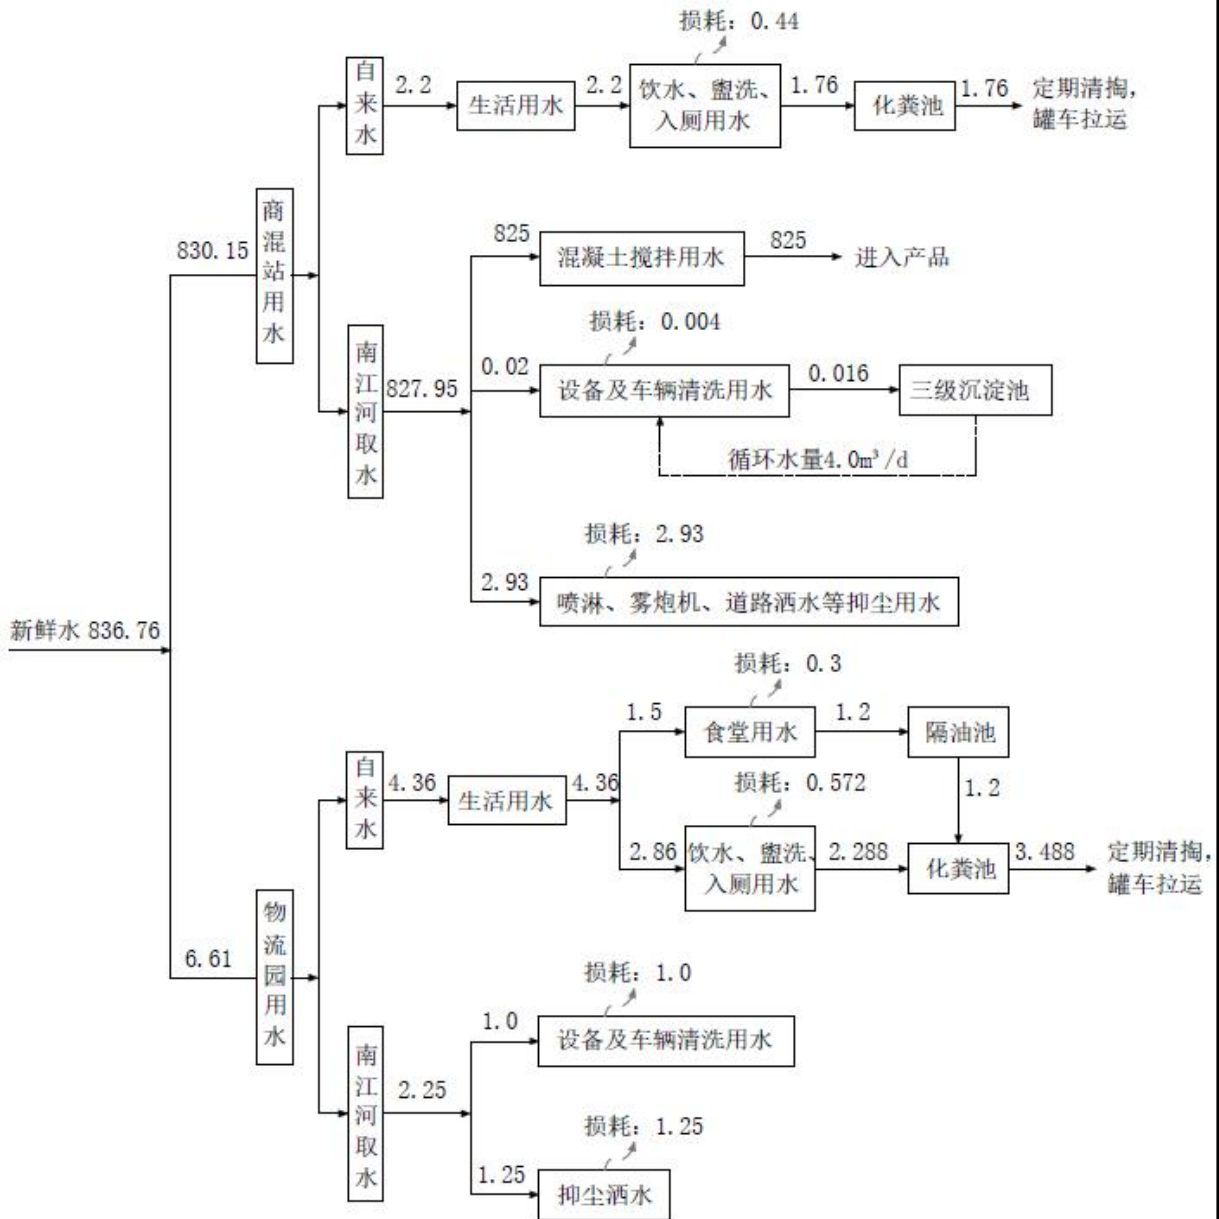 损耗：0.44
自来水
2.2
生活用水
2.2
饮水、盥洗、
入厕用水
1.76
化粪池
1.76
定期清掏，
罐车拉运
商混站用水
830.15
825
混凝土搅拌用水
825
进入产品
损耗：0.004
南江河取水
827.95
0.02
设备及车辆清洗用水
0.016
三级沉淀池
循环水量4.0m³/d
损耗：2.93
2.93
喷淋、雾炮机、道路洒水等抑尘用水
新鲜水 836.76
损耗：0.3
1.5
食堂用水
1.2
隔油池
自来水
4.36
生活用水
4.36
损耗：0.572
1.2
2.86
饮水、盥洗、
入厕用水
2.288
化粪池
3.488
定期清掏，
罐车拉运
物流园用水
6.61
损耗：1.0
1.0
设备及车辆清洗用水
南江河取水
2.25
损耗：1.25
1.25
抑尘洒水